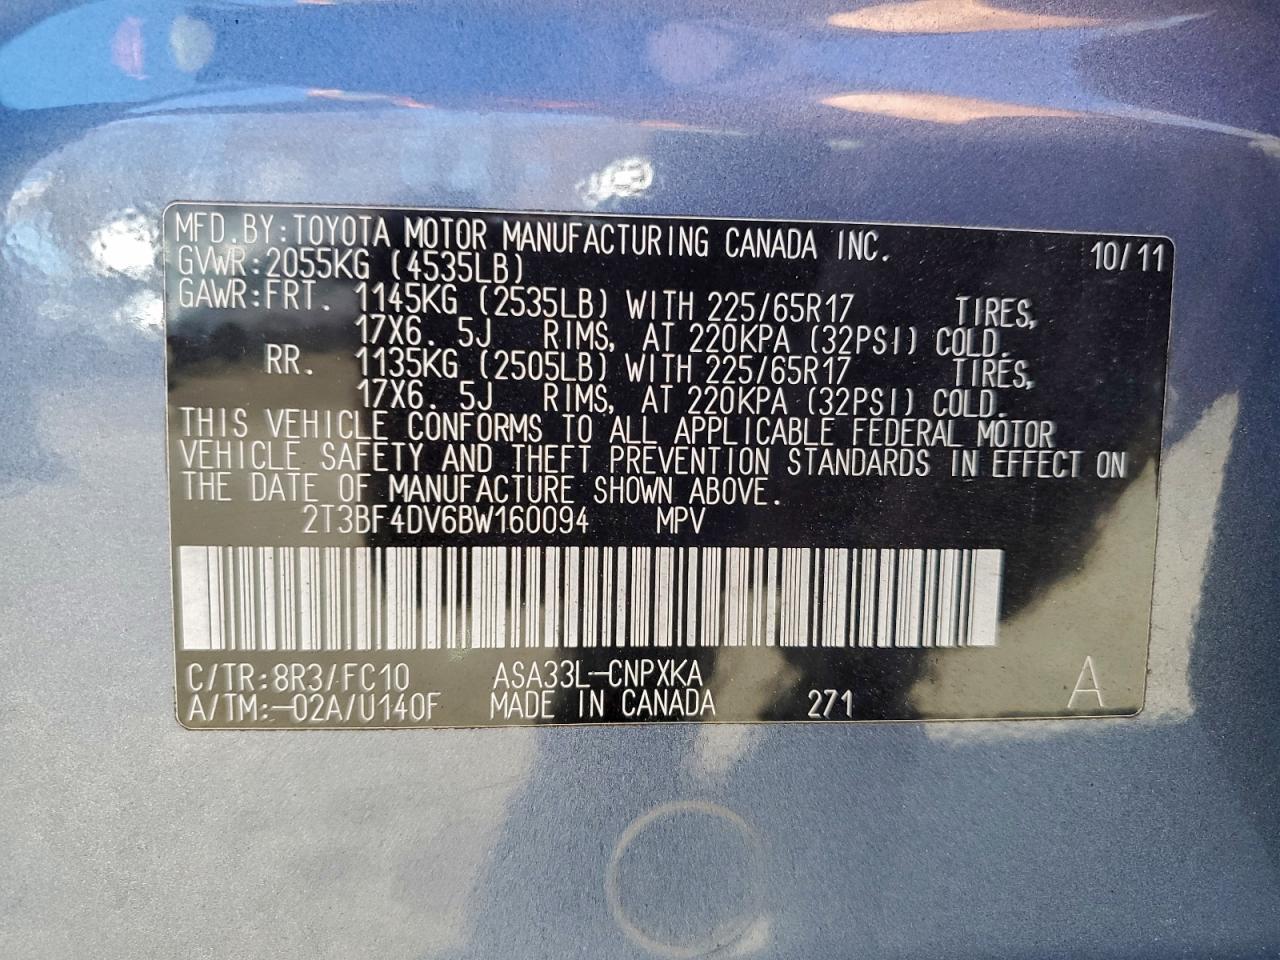 MFD.BY:TOYOTA MOTOR MANUFACTURING CANADA INC. 10/11
GVWR:2055KG (4535LB)
GAWR:FRT. 1145KG (2535LB) WITH 225/65R17 TIRES,
17X6.5J RIMS, AT 220KPA (32PSI) COLD.
RR. 1135KG (2505LB) WITH 225/65R17 TIRES,
17X6.5J RIMS, AT 220KPA (32PSI) COLD.
THIS VEHICLE CONFORMS TO ALL APPLICABLE FEDERAL MOTOR
VEHICLE SAFETY AND THEFT PREVENTION STANDARDS IN EFFECT ON
THE DATE OF MANUFACTURE SHOWN ABOVE.
2T3BF4DV6BW160094 MPV
C/TR:8R3/FC10 ASA33L-CNPXKA
A/TM:-02A/U140F MADE IN CANADA 271 A